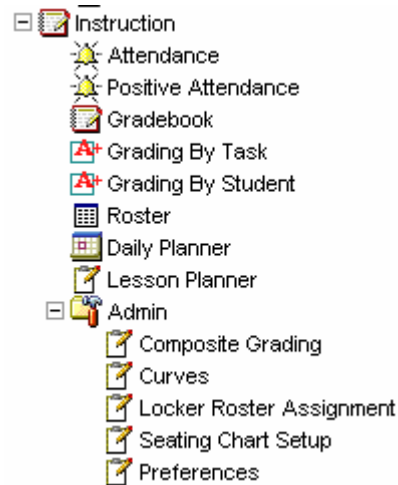 Instruction
Attendance
Positive Attendance
Gradebook
Grading By Task
Grading By Student
Roster
Daily Planner
Lesson Planner
Admin
Composite Grading
Curves
Locker Roster Assignment
Seating Chart Setup
Preferences